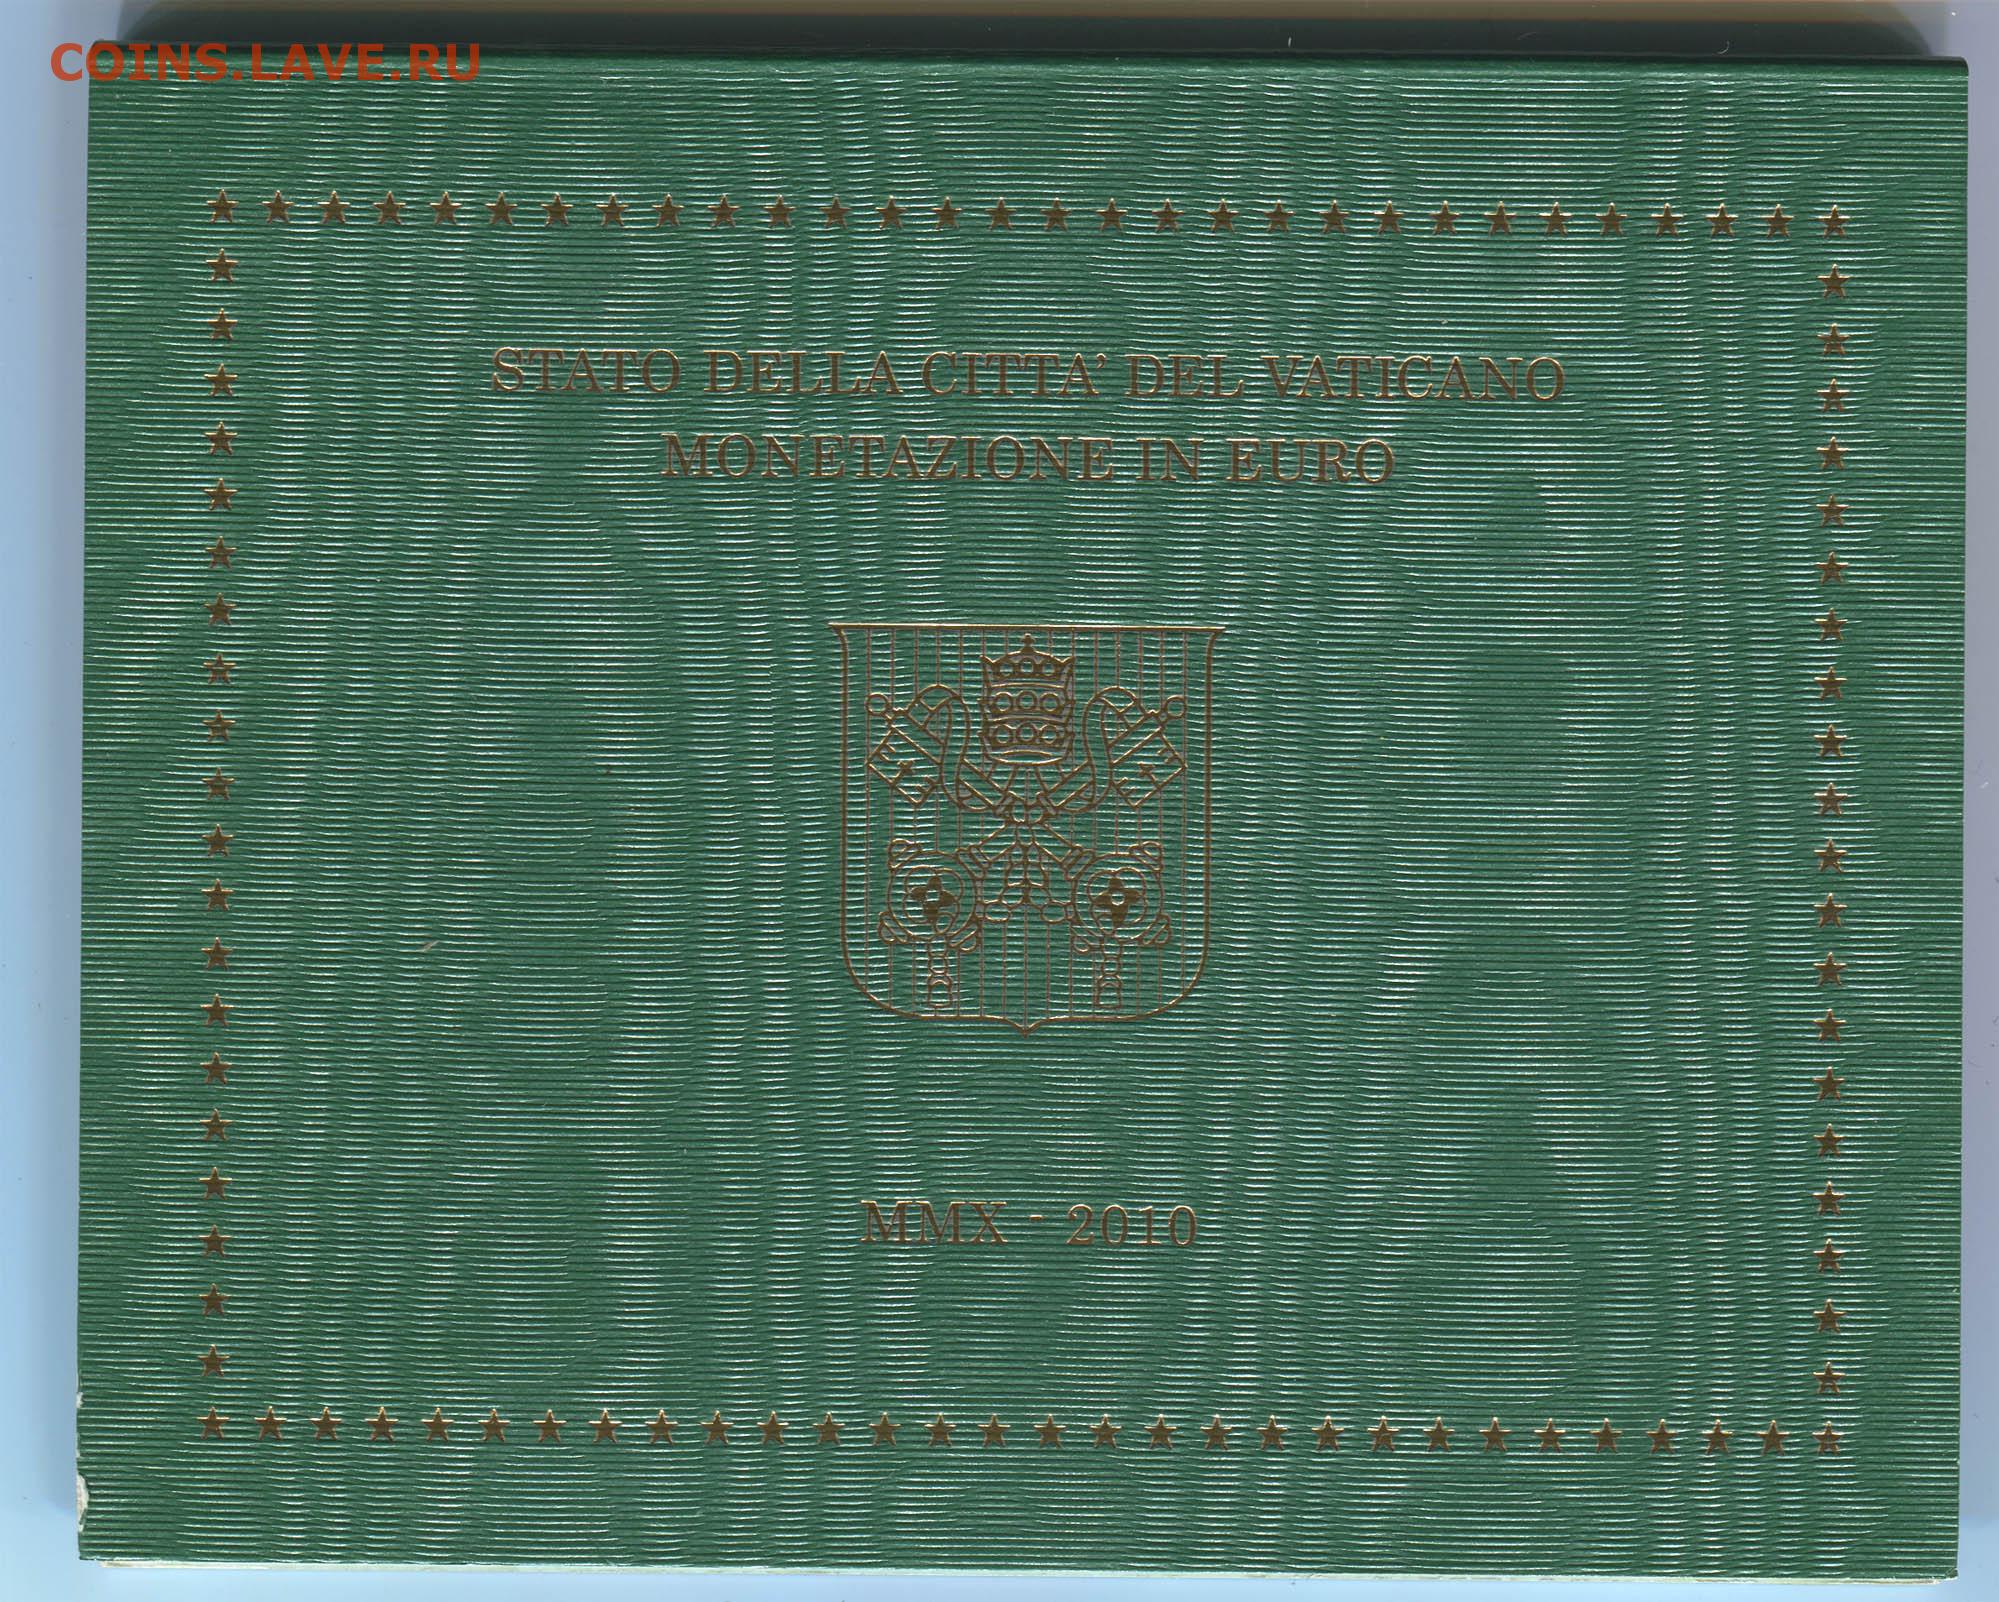 COINS.LAVE.RU
STATO DELLA CITTA' DEL VATICANO
MONETAZIONE IN EURO
MMX - 2010